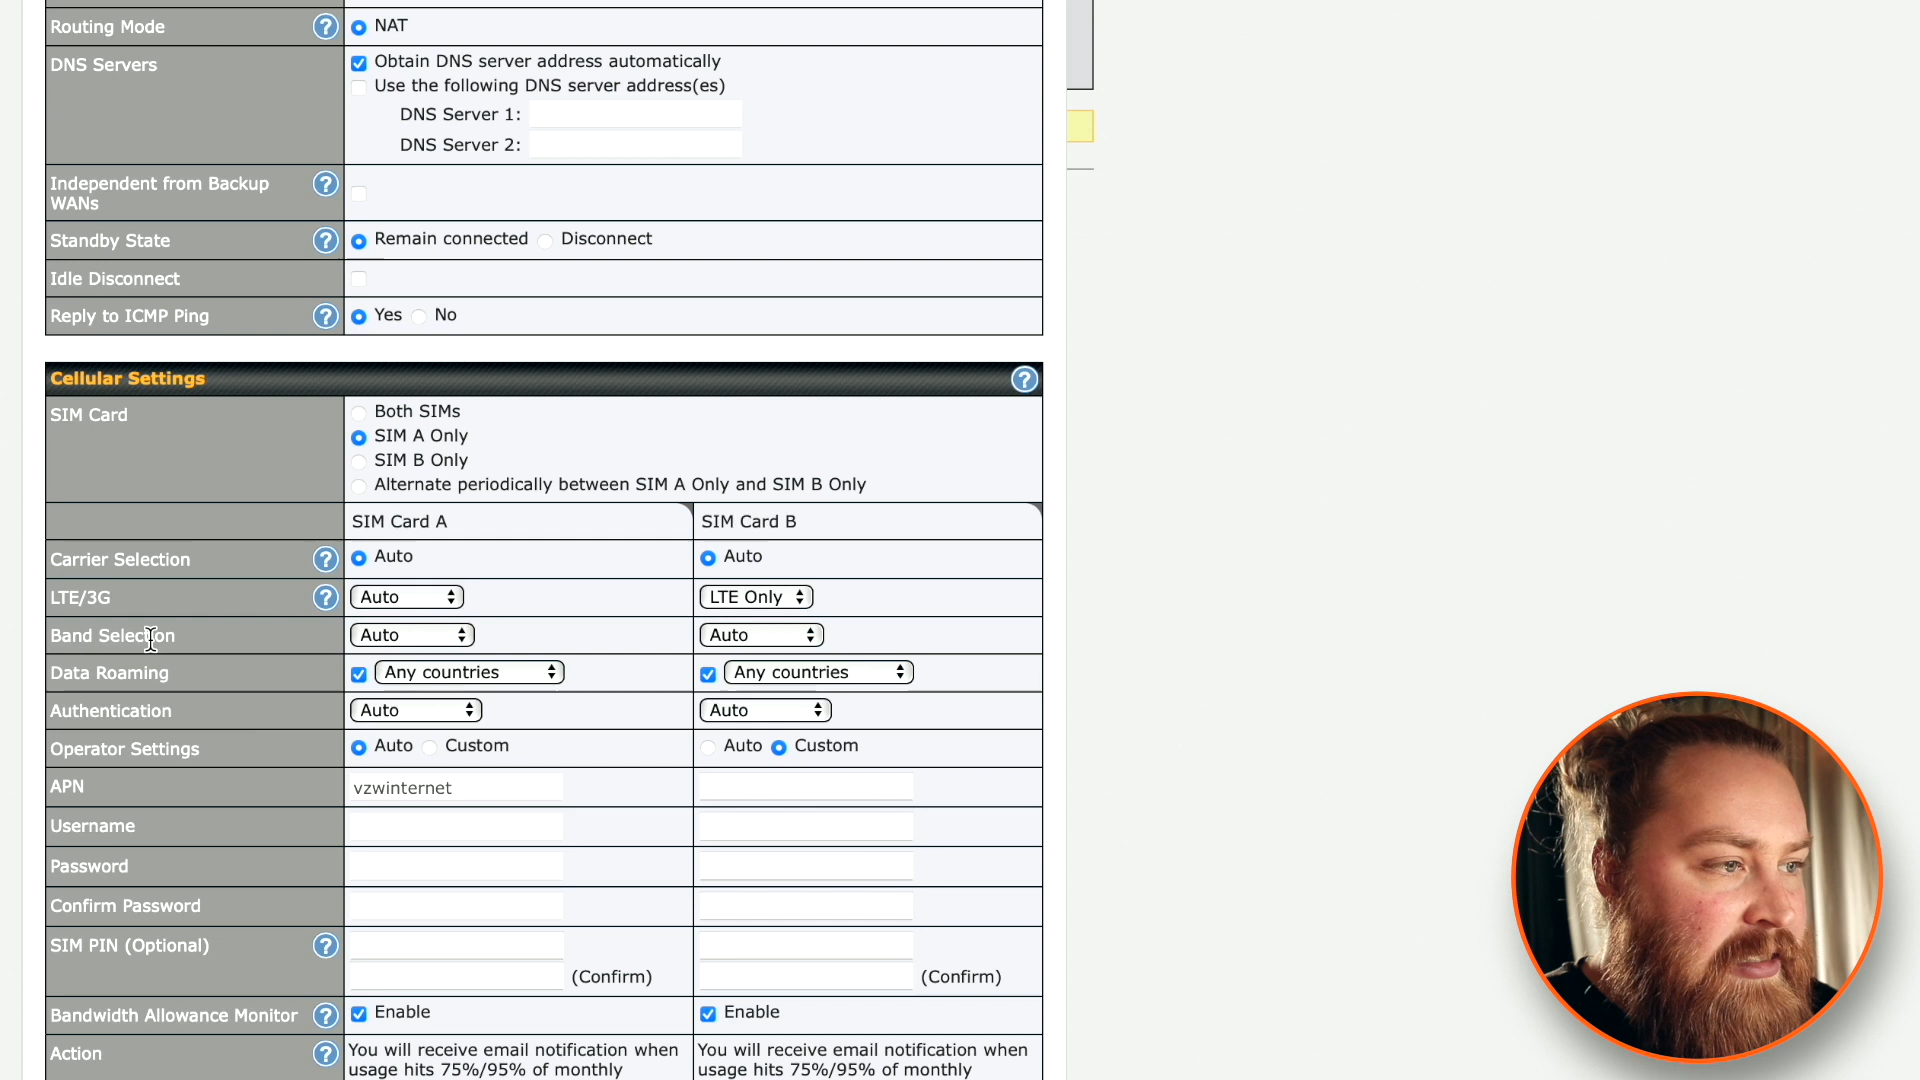 Routing Mode ? NAT
DNS Servers Obtain DNS server address automatically
Use the following DNS server address(es)
DNS Server 1:
DNS Server 2:
Independent from Backup WANs ?
Standby State ? Remain connected Disconnect
Idle Disconnect
Reply to ICMP Ping ? Yes No
Cellular Settings ?
SIM Card Both SIMs
SIM A Only
SIM B Only
Alternate periodically between SIM A Only and SIM B Only
SIM Card A SIM Card B
Carrier Selection ? Auto Auto
LTE/3G ? Auto LTE Only
Band Selection Auto Auto
Data Roaming Any countries Any countries
Authentication Auto Auto
Operator Settings Auto Custom Auto Custom
APN vzwinternet
Username
Password
Confirm Password
SIM PIN (Optional) ?
(Confirm) (Confirm)
Bandwidth Allowance Monitor ? Enable Enable
Action ? You will receive email notification when You will receive email notification when
usage hits 75%/95% of monthly usage hits 75%/95% of monthly